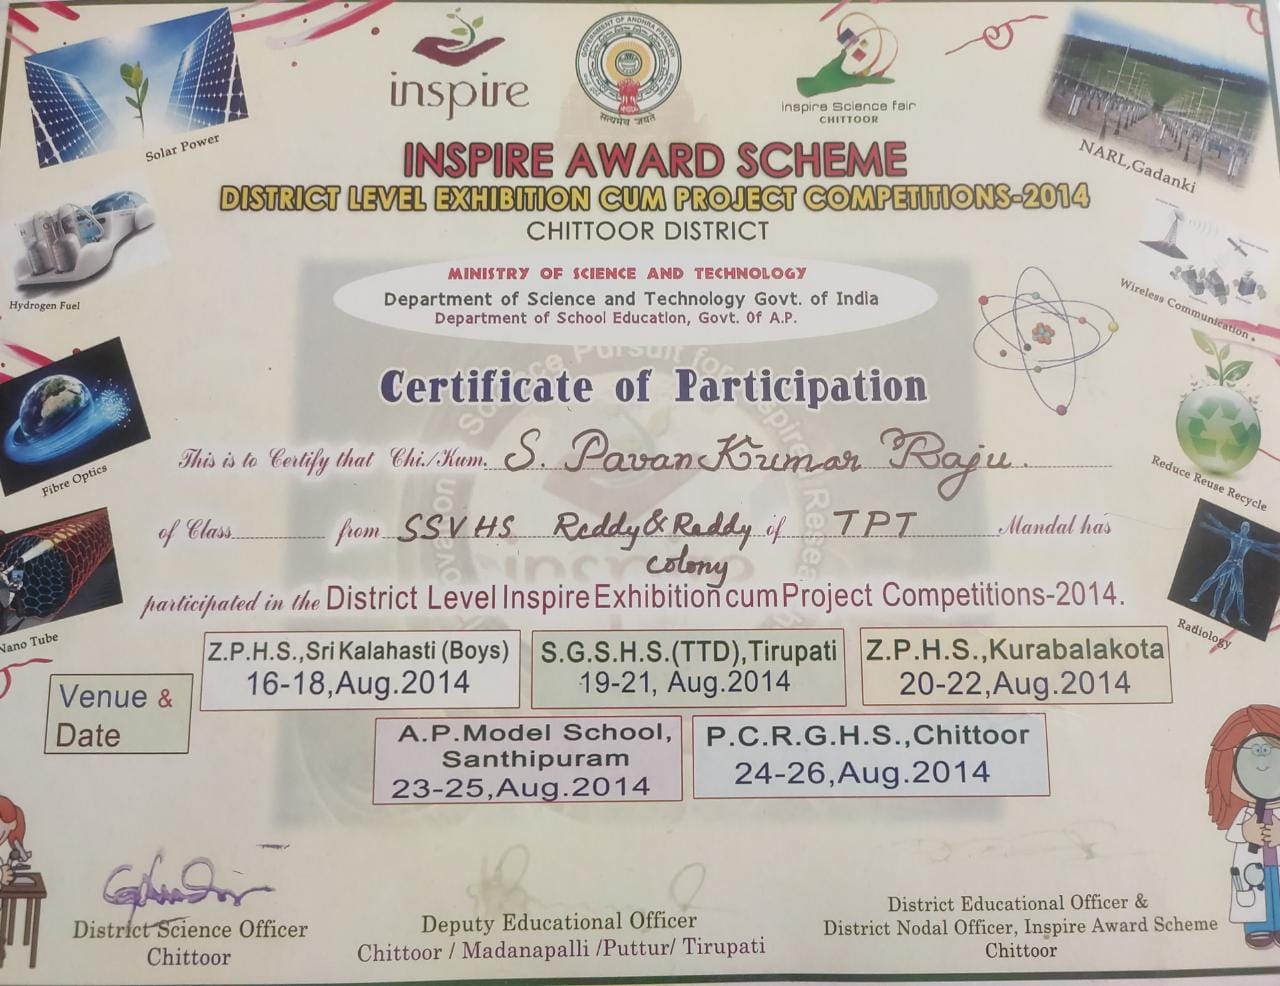 inspire
GOVERNMENT OF ANDHRA PRADESH
सत्यमेव जयते
inspire Science fair
CHITTOOR
Solar Power
NARL,Gadanki
INSPIRE AWARD SCHEME
DISTRICT LEVEL EXHIBITION CUM PROJECT COMPETITIONS-2014
CHITTOOR DISTRICT
Hydrogen Fuel
Wireless Communication
MINISTRY OF SCIENCE AND TECHNOLOGY
Department of Science and Technology Govt. of India
Department of School Education, Govt. Of A.P.
Certificate of Participation
This is to Certify that Chi./Kum. S. Pavan Kumar Raju.
Fibre Optics
Reduce Reuse Recycle
of Class from SSVHS Reddy & Reddy of TPT Mandal has
colony
participated in the District Level Inspire Exhibition cum Project Competitions-2014.
Nano Tube
Radiology
Venue & Date
Z.P.H.S.,Sri Kalahasti (Boys)
16-18,Aug.2014
S.G.S.H.S.(TTD),Tirupati
19-21, Aug.2014
Z.P.H.S.,Kurabalakota
20-22,Aug.2014
A.P.Model School,
Santhipuram
23-25,Aug.2014
P.C.R.G.H.S.,Chittoor
24-26,Aug.2014
District Science Officer
Chittoor
Deputy Educational Officer
Chittoor / Madanapalli /Puttur/ Tirupati
District Educational Officer &
District Nodal Officer, Inspire Award Scheme
Chittoor